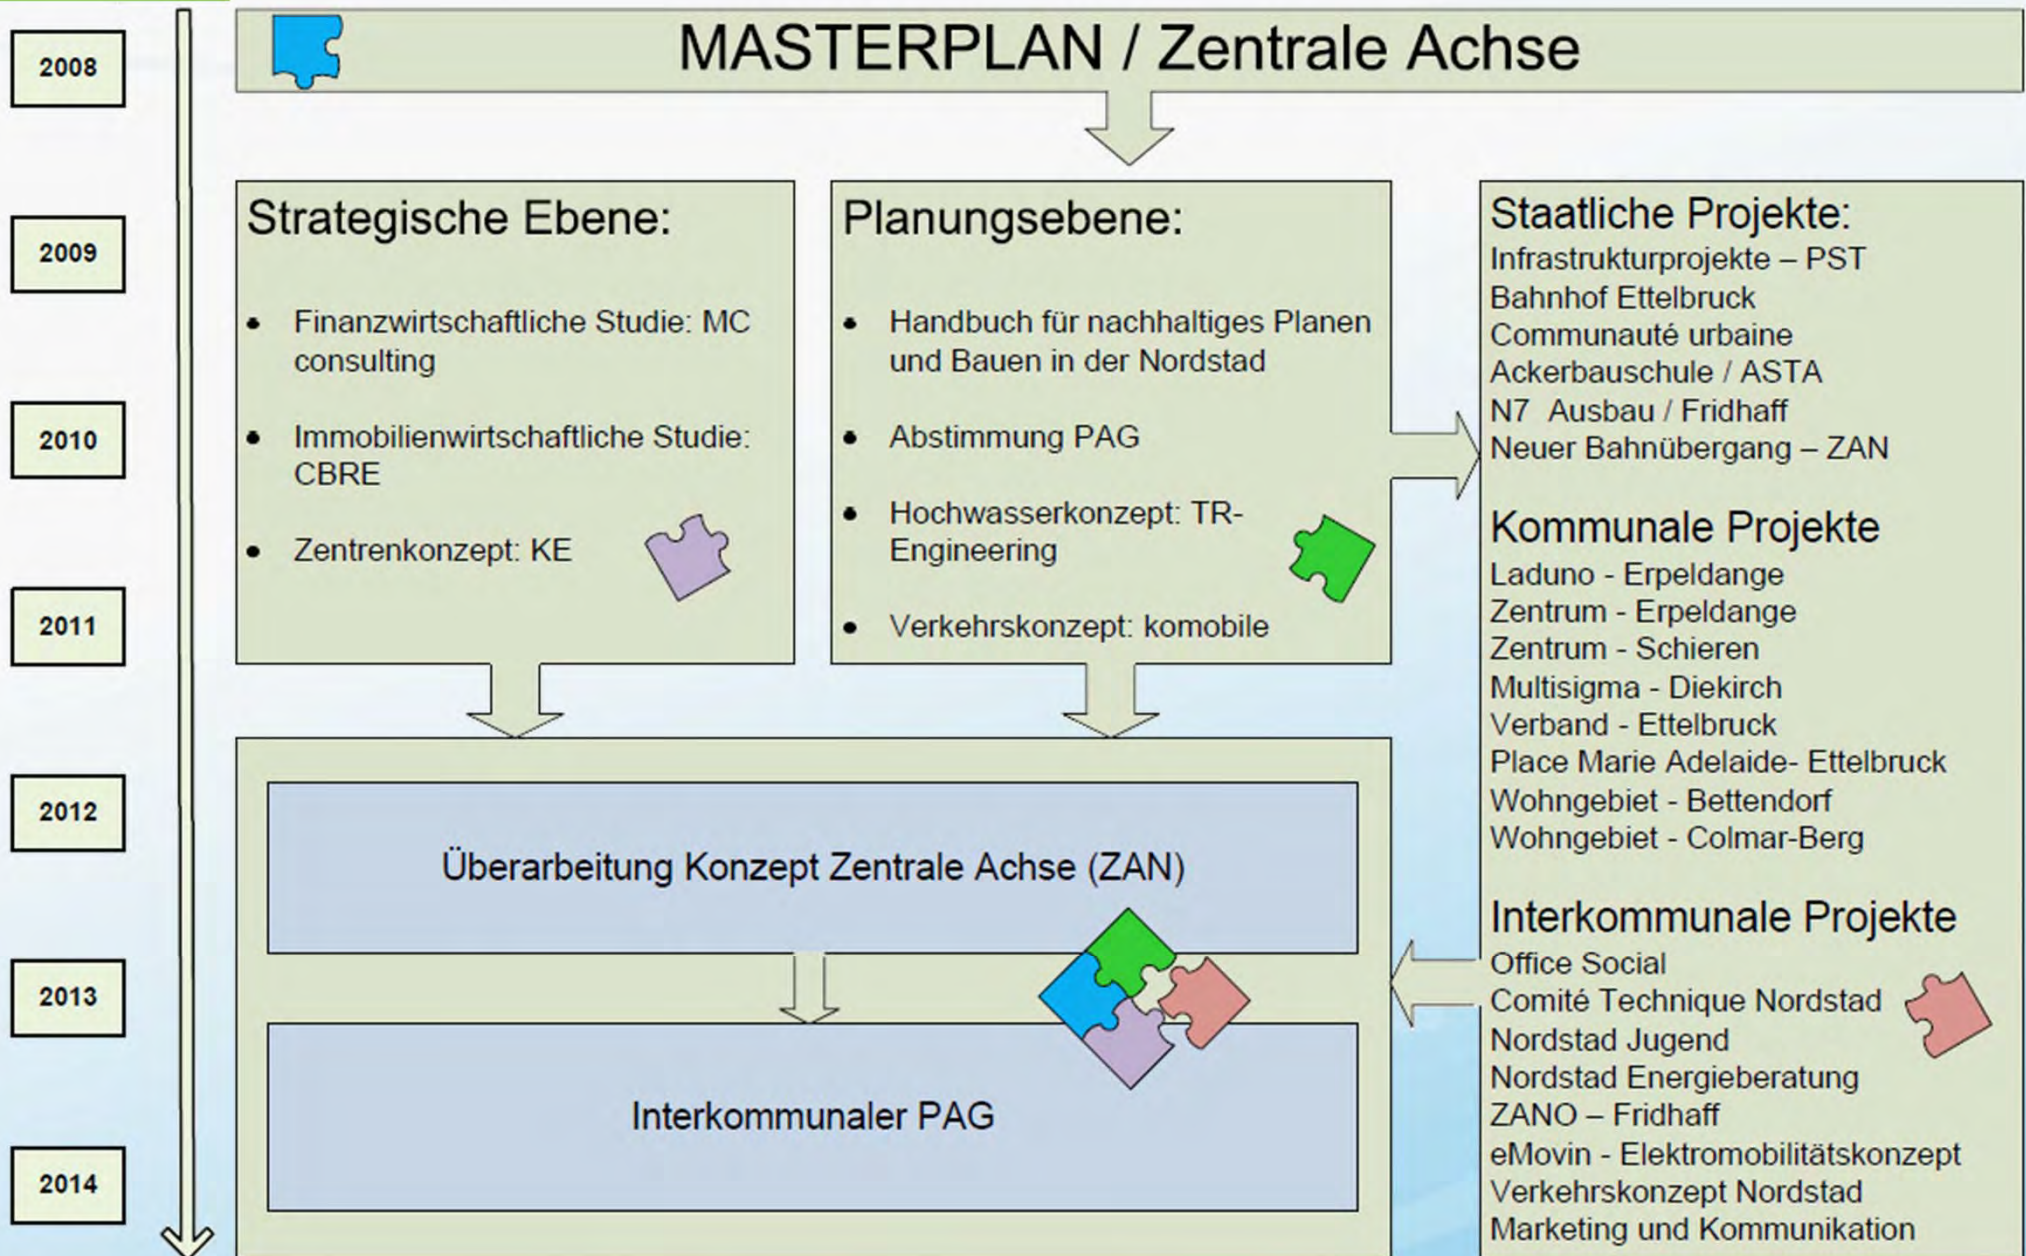 MASTERPLAN / Zentrale Achse
2008
2009
2010
2011
2012
2013
2014
Strategische Ebene:
• Finanzwirtschaftliche Studie: MC
consulting
• Immobilienwirtschaftliche Studie:
CBRE
• Zentrenkonzept: KE
Planungsebene:
• Handbuch für nachhaltiges Planen
und Bauen in der Nordstad
• Abstimmung PAG
• Hochwasserkonzept: TR-
Engineering
• Verkehrskonzept: komobile
Staatliche Projekte:
Infrastrukturprojekte – PST
Bahnhof Ettelbruck
Communauté urbaine
Ackerbauschule / ASTA
N7 Ausbau / Fridhaff
Neuer Bahnübergang – ZAN
Kommunale Projekte
Laduno - Erpeldange
Zentrum - Erpeldange
Zentrum - Schieren
Multisigma - Diekirch
Verband - Ettelbruck
Place Marie Adelaide- Ettelbruck
Wohngebiet - Bettendorf
Wohngebiet - Colmar-Berg
Interkommunale Projekte
Office Social
Comité Technique Nordstad
Nordstad Jugend
Nordstad Energieberatung
ZANO – Fridhaff
eMovin - Elektromobilitätskonzept
Verkehrskonzept Nordstad
Marketing und Kommunikation
Überarbeitung Konzept Zentrale Achse (ZAN)
Interkommunaler PAG